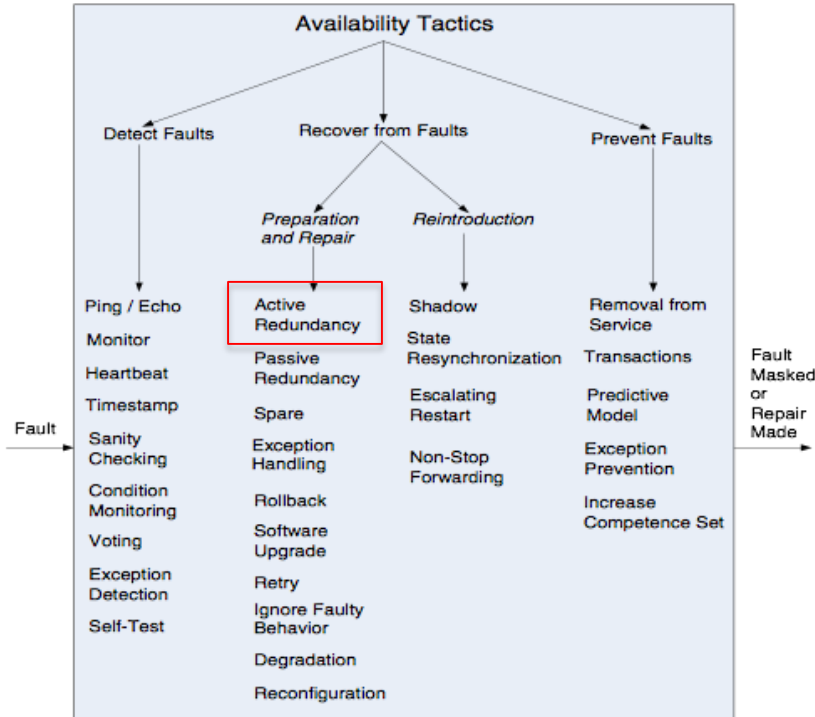 Availability Tactics
Detect Faults
Recover from Faults
Prevent Faults
Preparation
and Repair
Reintroduction
Fault
Ping / Echo
Monitor
Heartbeat
Timestamp
Sanity
Checking
Condition
Monitoring
Voting
Exception
Detection
Self-Test
Active
Redundancy
Passive
Redundancy
Spare
Exception
Handling
Rollback
Software
Upgrade
Retry
Ignore Faulty
Behavior
Degradation
Reconfiguration
Shadow
State
Resynchronization
Escalating
Restart
Non-Stop
Forwarding
Removal from
Service
Transactions
Predictive
Model
Exception
Prevention
Increase
Competence Set
Fault
Masked
or
Repair
Made